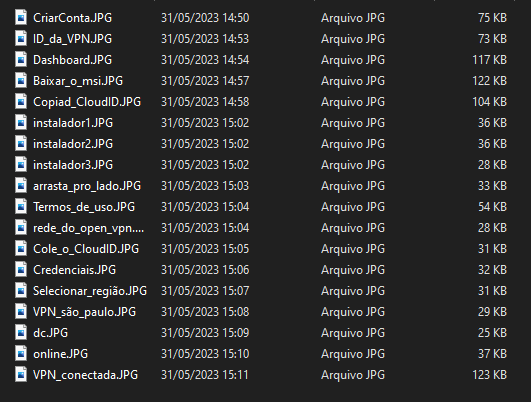 CriarConta.JPG 31/05/2023 14:50 Arquivo JPG 75 KB
ID_da_VPN.JPG 31/05/2023 14:53 Arquivo JPG 73 KB
Dashboard.JPG 31/05/2023 14:54 Arquivo JPG 117 KB
Baixar_o_msi.JPG 31/05/2023 14:57 Arquivo JPG 122 KB
Copiad_CloudID.JPG 31/05/2023 14:58 Arquivo JPG 104 KB
instalador1.JPG 31/05/2023 15:02 Arquivo JPG 36 KB
instalador2.JPG 31/05/2023 15:02 Arquivo JPG 36 KB
instalador3.JPG 31/05/2023 15:02 Arquivo JPG 28 KB
arrasta_pro_lado.JPG 31/05/2023 15:03 Arquivo JPG 33 KB
Termos_de_uso.JPG 31/05/2023 15:04 Arquivo JPG 54 KB
rede_do_open_vpn.... 31/05/2023 15:04 Arquivo JPG 28 KB
Cole_o_CloudID.JPG 31/05/2023 15:05 Arquivo JPG 31 KB
Credenciais.JPG 31/05/2023 15:06 Arquivo JPG 32 KB
Selecionar_região.JPG 31/05/2023 15:07 Arquivo JPG 31 KB
VPN_são_paulo.JPG 31/05/2023 15:08 Arquivo JPG 29 KB
dc.JPG 31/05/2023 15:09 Arquivo JPG 25 KB
online.JPG 31/05/2023 15:10 Arquivo JPG 37 KB
VPN_conectada.JPG 31/05/2023 15:11 Arquivo JPG 123 KB